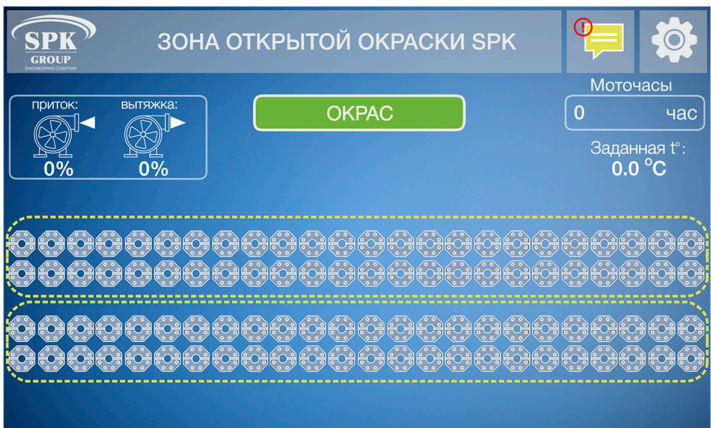 SPK
GROUP
ENGINEERING COMPANY
ЗОНА ОТКРЫТОЙ ОКРАСКИ SPK
!
приток:
вытяжка:
0%
0%
ОКРАС
Моточасы
0 час
Заданная t°:
0.0 °C